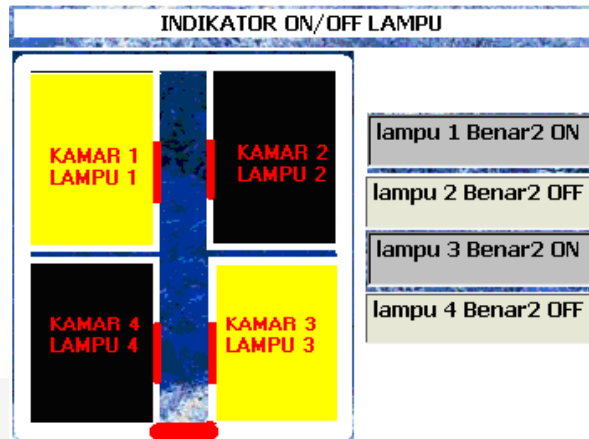 INDIKATOR ON/OFF LAMPU
KAMAR 1
LAMPU 1
KAMAR 2
LAMPU 2
KAMAR 4
LAMPU 4
KAMAR 3
LAMPU 3
lampu 1 Benar2 ON
lampu 2 Benar2 OFF
lampu 3 Benar2 ON
lampu 4 Benar2 OFF